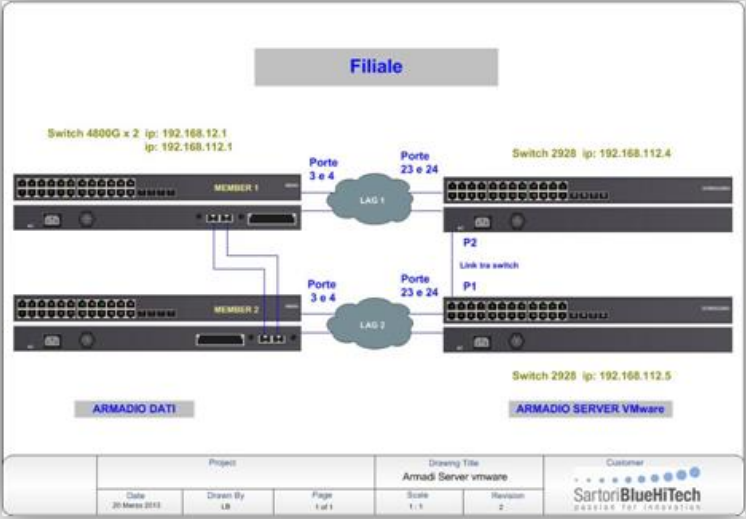 Filiale
Switch 4800G x 2 ip: 192.168.12.1
ip: 192.168.112.1
Porte
3 e 4
Porte
23 e 24
Switch 2928 ip: 192.168.112.4
MEMBER 1
LAG 1
P2
Link tra switch
P1
Porte
3 e 4
Porte
23 e 24
MEMBER 2
LAG 2
Switch 2928 ip: 192.168.112.5
ARMADIO DATI
ARMADIO SERVER VMware
Project
Drawing Title
Customer
Armadi Server vmware
Date
Drawn By
Page
Scale
Revision
20 Marzo 2013
LB
1 of 1
1 : 1
2
SartoriBlueHiTech
passion for innovation